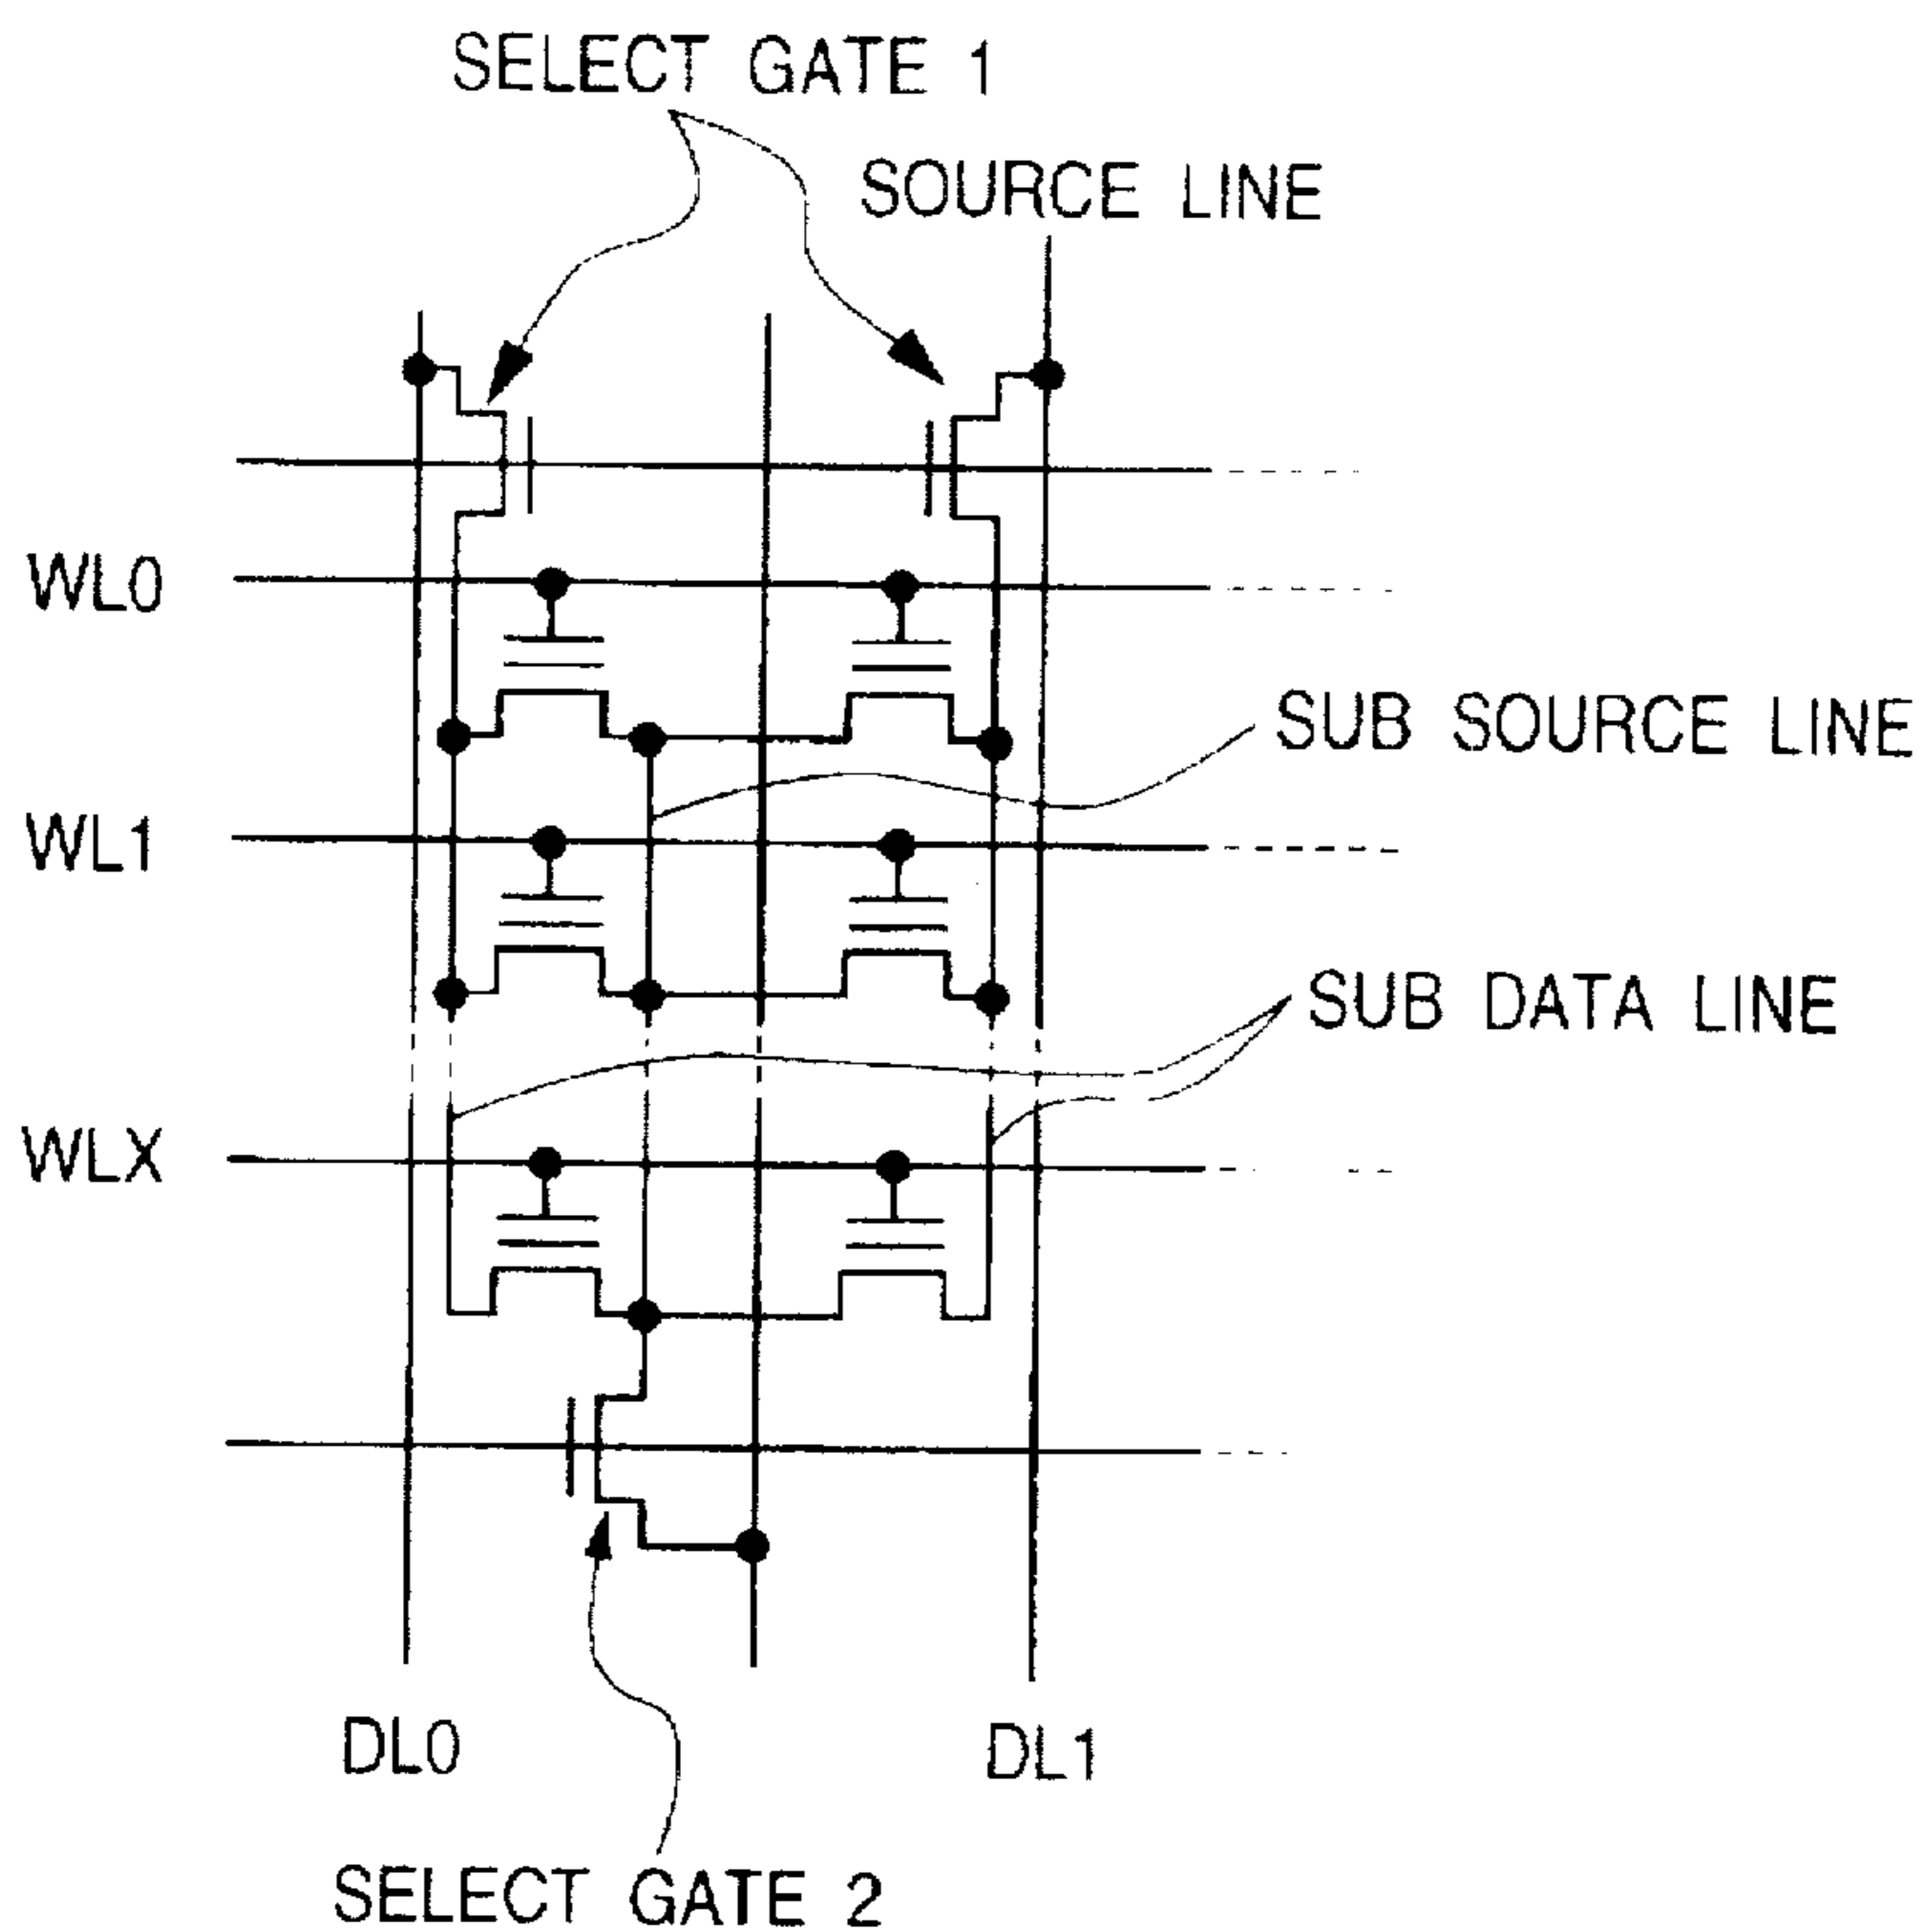 SELECT GATE 1
SOURCE LINE
WL0
SUB SOURCE LINE
WL1
SUB DATA LINE
WLX
DL0
DL1
SELECT GATE 2